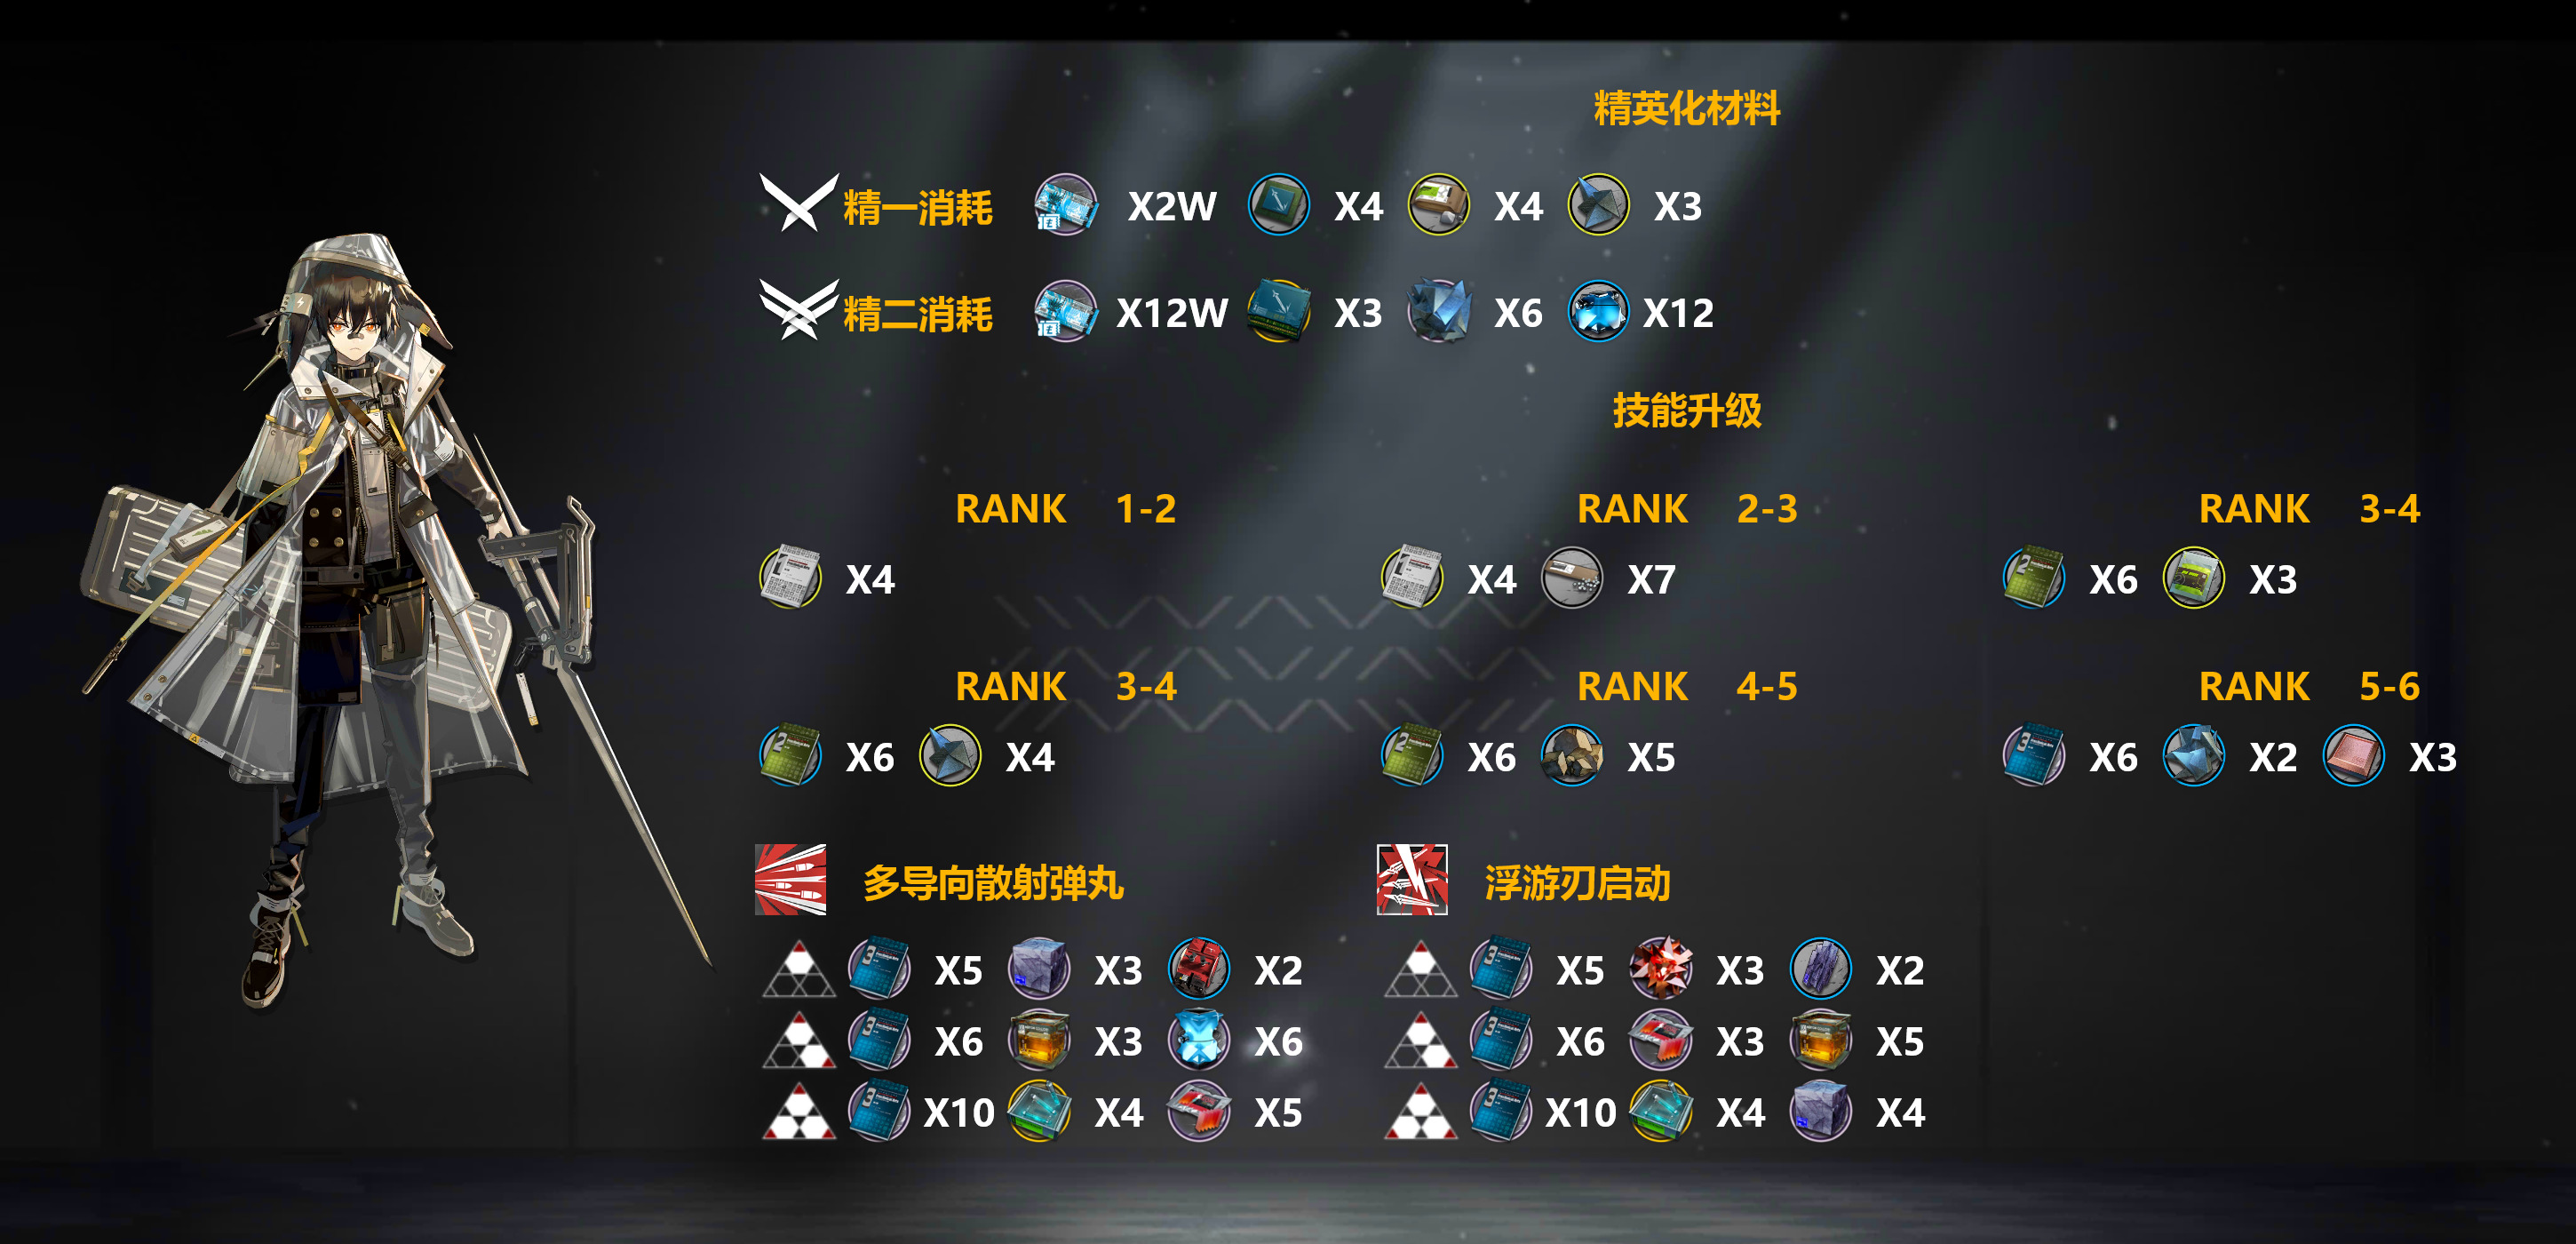 精英化材料
精一消耗 X2W X4 X4 X3
精二消耗 X12W X3 X6 X12
技能升级
RANK 1-2 RANK 2-3 RANK 3-4
X4 X4 X7 X6 X3
RANK 3-4 RANK 4-5 RANK 5-6
X6 X4 X6 X5 X6 X2 X3
多导向散射弹丸 浮游刃启动
X5 X3 X2 X5 X3 X2
X6 X3 X6 X6 X3 X5
X10 X4 X5 X10 X4 X4